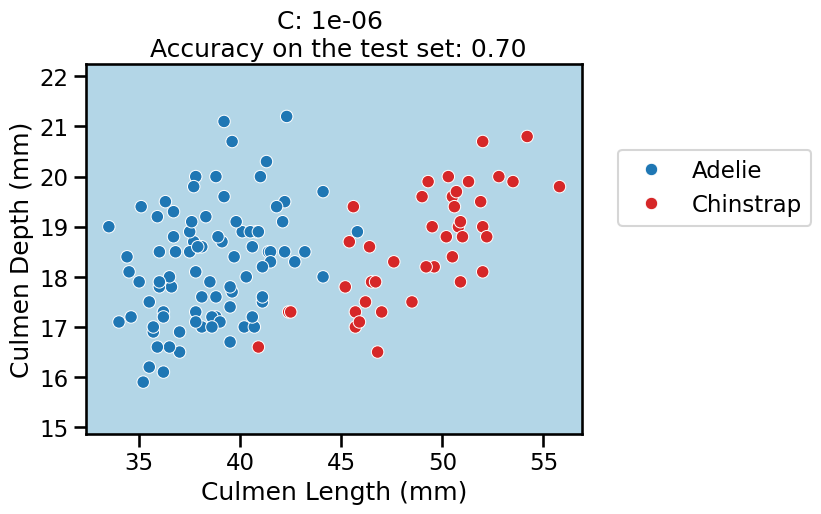 C: 1e-06
Accuracy on the test set: 0.70
22
21
20
19
18
17
16
15
Culmen Depth (mm)
35 40 45 50 55
Culmen Length (mm)
Adelie
Chinstrap